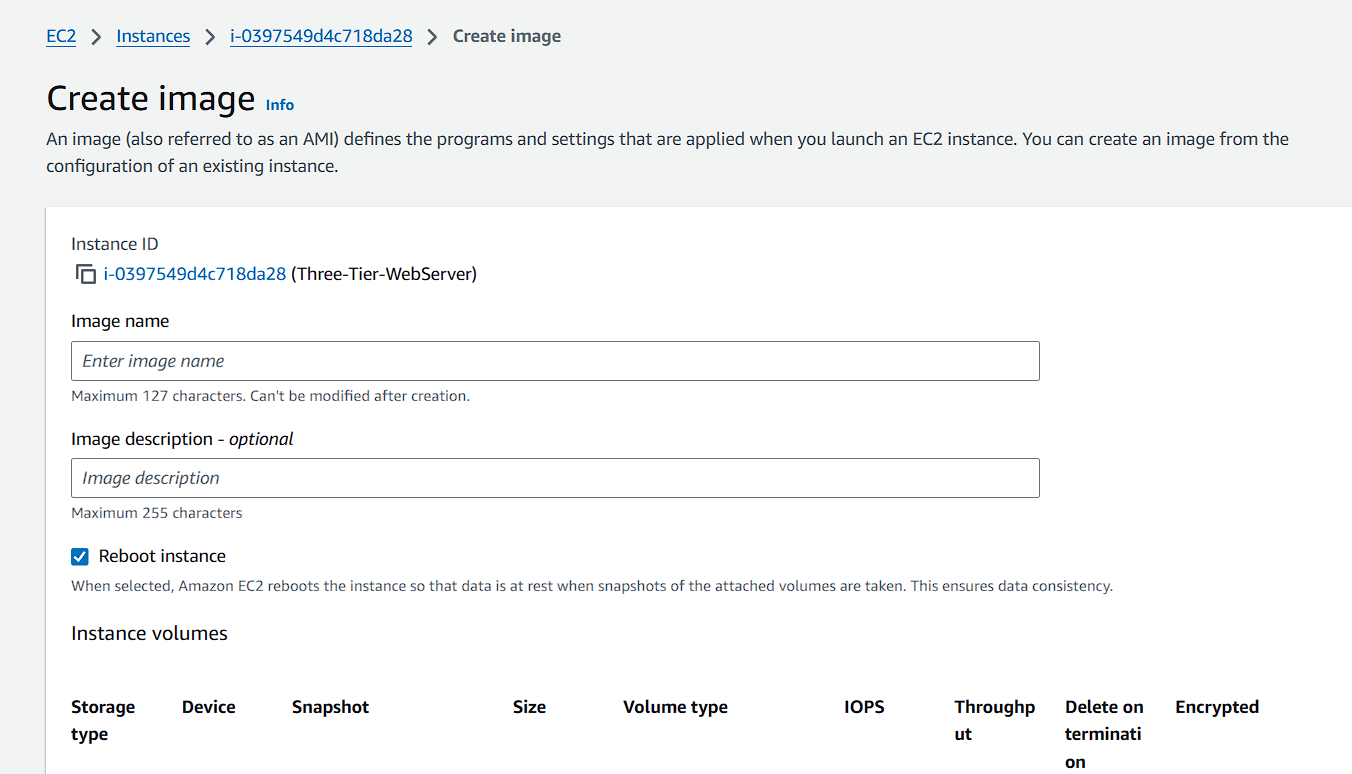 EC2 > Instances > i-0397549d4c718da28 > Create image
Create image Info
An image (also referred to as an AMI) defines the programs and settings that are applied when you launch an EC2 instance. You can create an image from the
configuration of an existing instance.
Instance ID
i-0397549d4c718da28 (Three-Tier-WebServer)
Image name
Enter image name
Maximum 127 characters. Can't be modified after creation.
Image description - optional
Image description
Maximum 255 characters
Reboot instance
When selected, Amazon EC2 reboots the instance so that data is at rest when snapshots of the attached volumes are taken. This ensures data consistency.
Instance volumes
Storage Device Snapshot Size Volume type IOPS Throughp Delete on Encrypted
type ut terminati
on